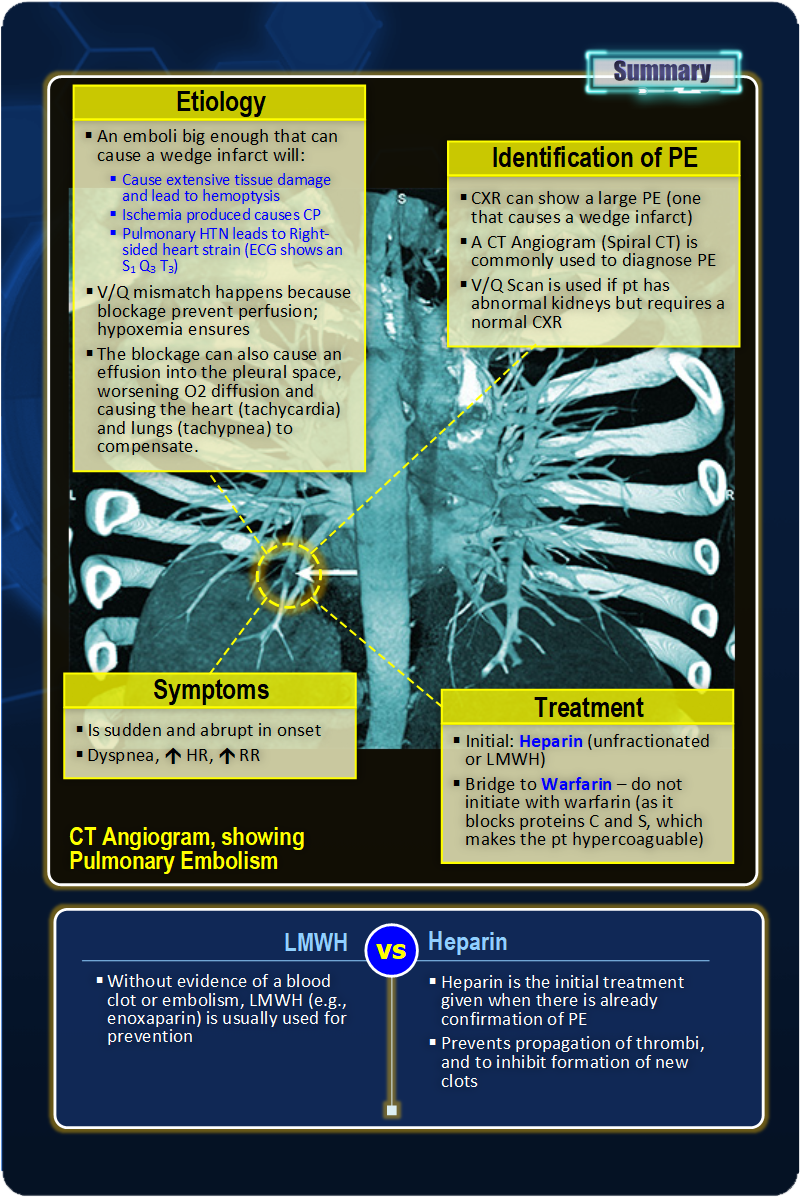 Summary
Etiology
▪ An emboli big enough that can
cause a wedge infarct will:
▪ Cause extensive tissue damage
and lead to hemoptysis
▪ Ischemia produced causes CP
▪ Pulmonary HTN leads to Right-
sided heart strain (ECG shows an
S₁ Q₃ T₃)
▪ V/Q mismatch happens because
blockage prevent perfusion;
hypoxemia ensures
▪ The blockage can also cause an
effusion into the pleural space,
worsening O2 diffusion and
causing the heart (tachycardia)
and lungs (tachypnea) to
compensate.
Identification of PE
▪ CXR can show a large PE (one
that causes a wedge infarct)
▪ A CT Angiogram (Spiral CT) is
commonly used to diagnose PE
▪ V/Q Scan is used if pt has
abnormal kidneys but requires a
normal CXR
S
L
R
Symptoms
▪ Is sudden and abrupt in onset
▪ Dyspnea, ↑ HR, ↑ RR
Treatment
▪ Initial: Heparin (unfractionated
or LMWH)
▪ Bridge to Warfarin – do not
initiate with warfarin (as it
blocks proteins C and S, which
makes the pt hypercoaguable)
CT Angiogram, showing
Pulmonary Embolism
LMWH
vs
Heparin
▪ Without evidence of a blood
clot or embolism, LMWH (e.g.,
enoxaparin) is usually used for
prevention
▪ Heparin is the initial treatment
given when there is already
confirmation of PE
▪ Prevents propagation of thrombi,
and to inhibit formation of new
clots